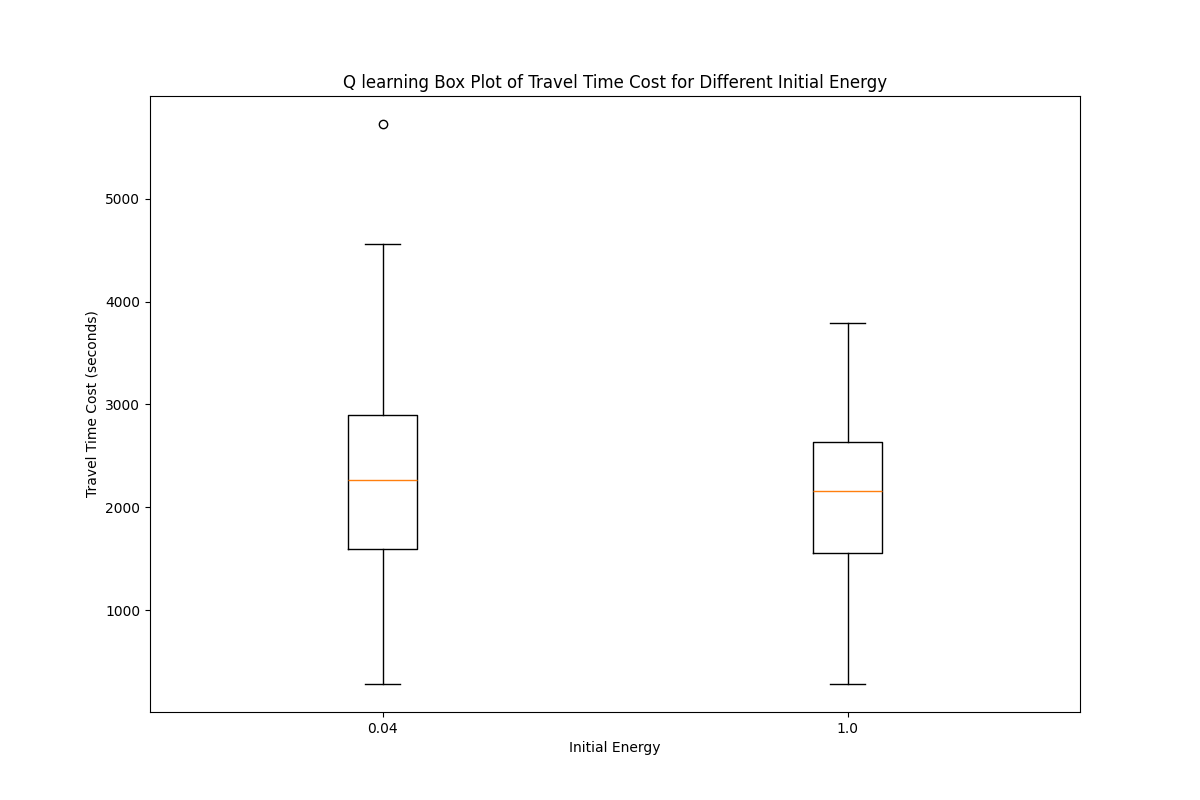 Q learning Box Plot of Travel Time Cost for Different Initial Energy
5000
4000
3000
2000
1000
Travel Time Cost (seconds)
0.04
1.0
Initial Energy